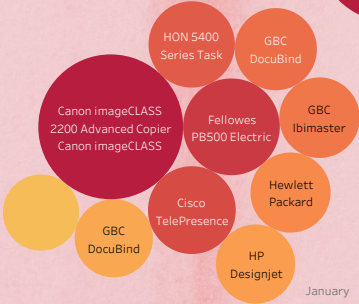 HON 5400
Series Task
GBC
DocuBind
Canon imageCLASS
2200 Advanced Copier
Canon imageCLASS
Fellowes
PB500 Electric
GBC
Ibimaster
Hewlett
Packard
Cisco
TelePresence
GBC
DocuBind
HP
Designjet
January